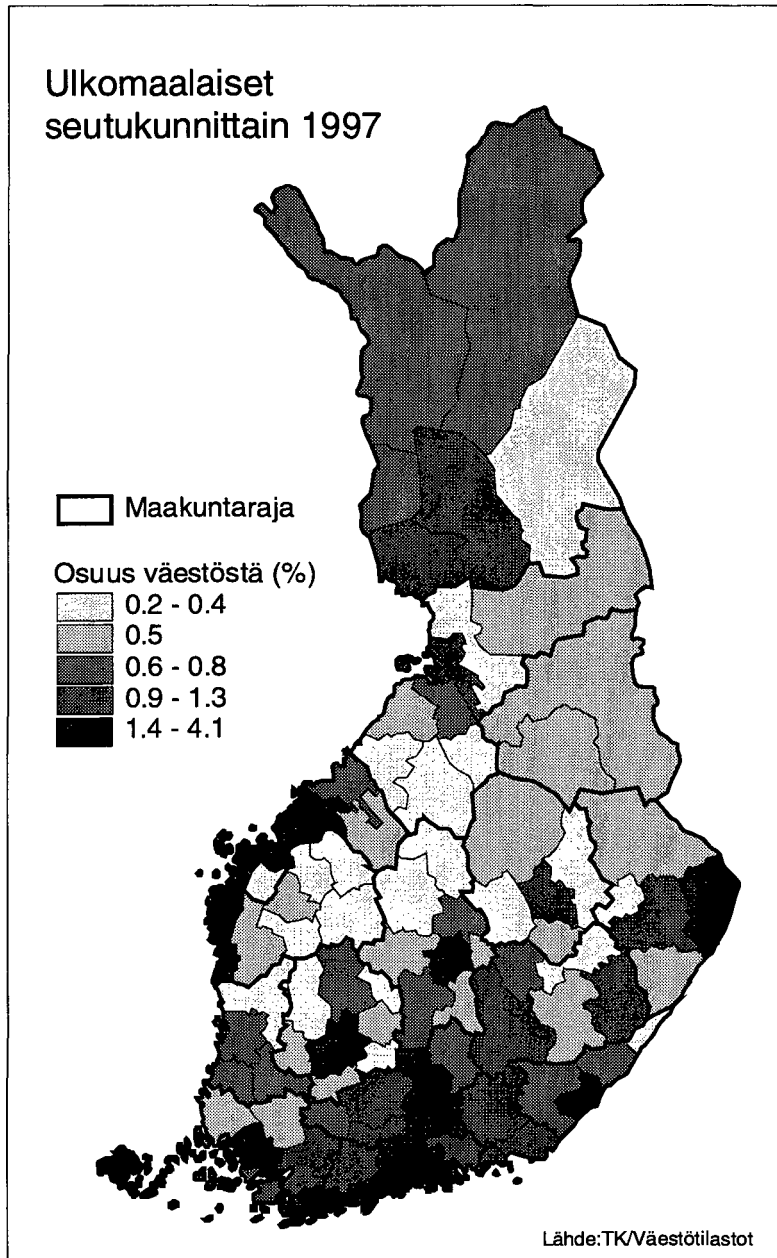 Ulkomaalaiset
seutukunnittain 1997
Maakuntaraja
Osuus väestöstä (%)
0.2 - 0.4
0.5
0.6 - 0.8
0.9 - 1.3
1.4 - 4.1
Lähde:TK/Väestötilastot